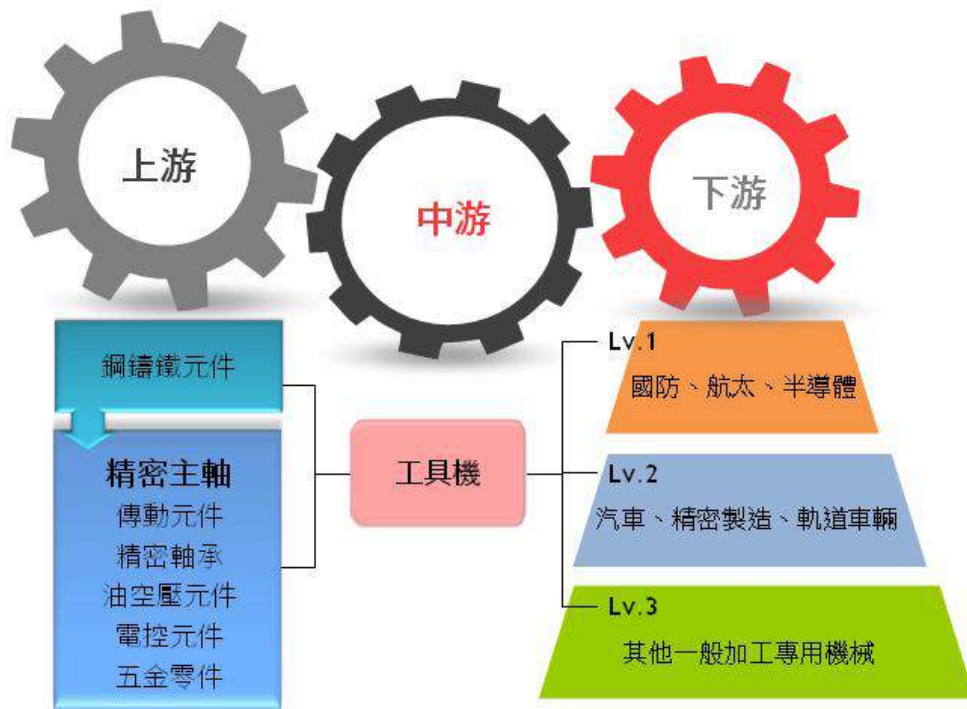 上游
中游
下游
鋼鑄鐵元件
精密主軸
傳動元件
精密軸承
油空壓元件
電控元件
五金零件
工具機
Lv.1
國防、航太、半導體
Lv.2
汽車、精密製造、軌道車輛
Lv.3
其他一般加工專用機械